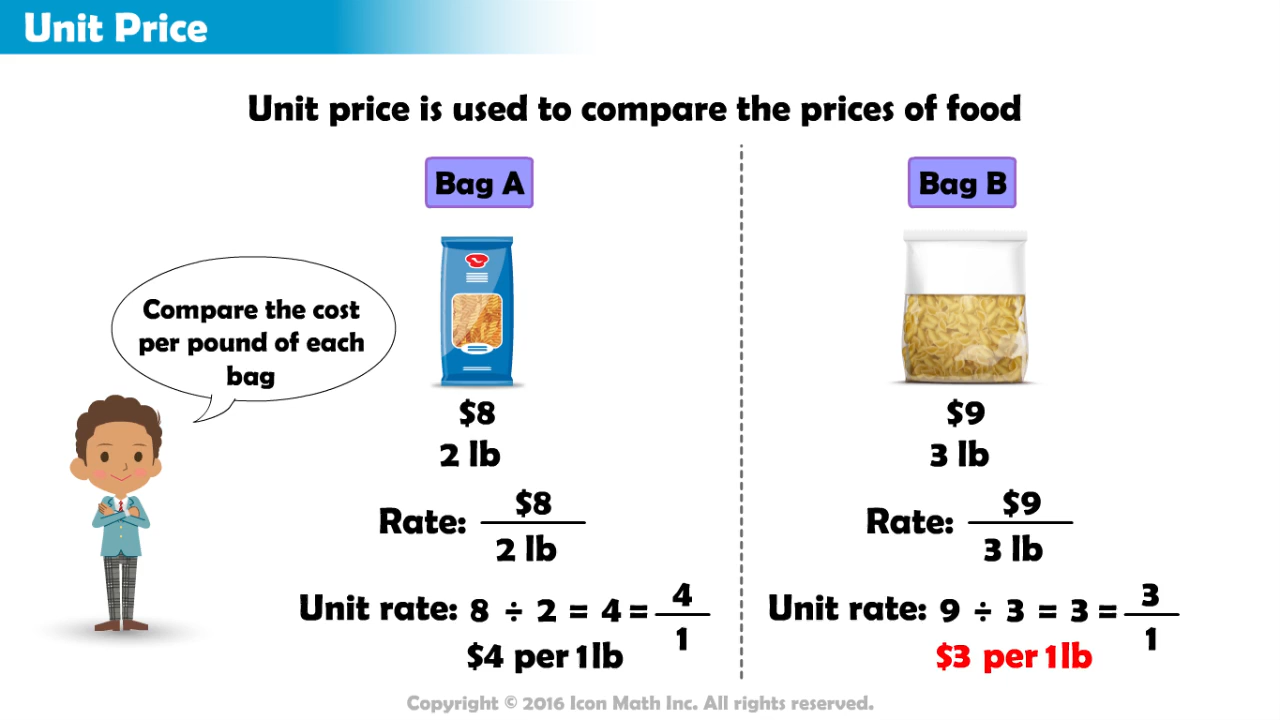 Unit Price
Unit price is used to compare the prices of food
Bag A
Bag B
Compare the cost
per pound of each
bag
$8
2 lb
$9
3 lb
Rate: $8 / 2 lb
Rate: $9 / 3 lb
Unit rate: 8 ÷ 2 = 4 = 4 / 1
$4 per 1 lb
Unit rate: 9 ÷ 3 = 3 = 3 / 1
$3 per 1 lb
Copyright © 2016 Icon Math Inc. All rights reserved.